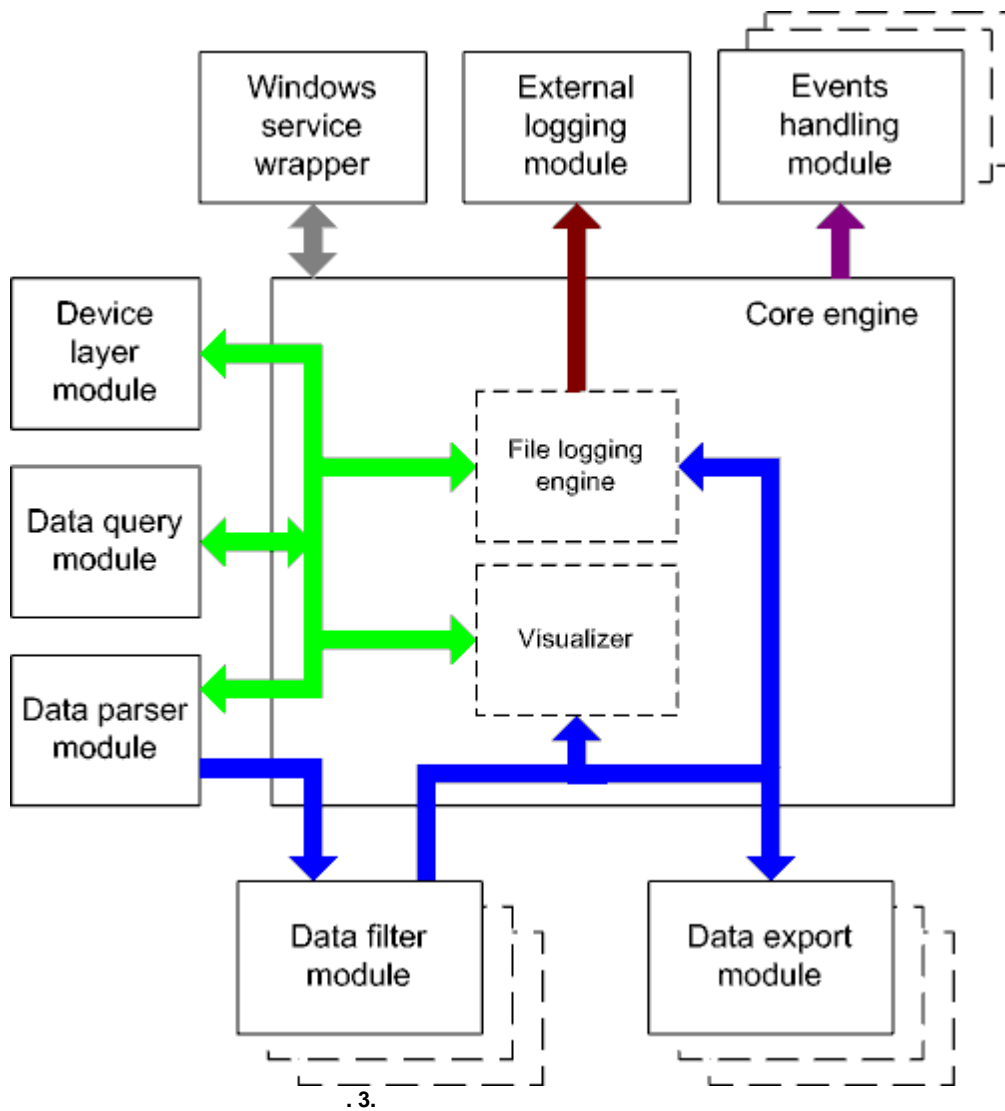 Windows
service
wrapper
External
logging
module
Events
handling
module
Device
layer
module
Core engine
File logging
engine
Data query
module
Visualizer
Data parser
module
Data filter
module
Data export
module
. 3.